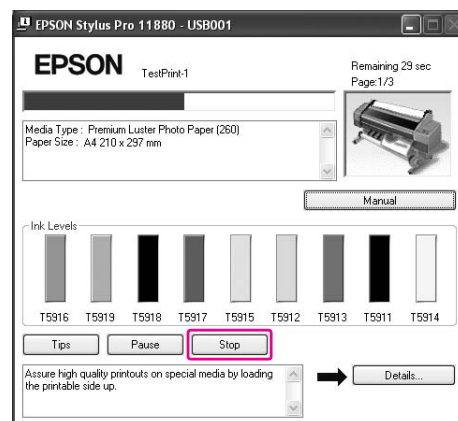 EPSON Stylus Pro 11880 - USB001
EPSON
TestPrint-1
Remaining 29 sec
Page:1/3
Media Type : Premium Luster Photo Paper (260)
Paper Size : A4 210 x 297 mm
Manual
Ink Levels
T5916 T5919 T5918 T5917 T5915 T5912 T5913 T5911 T5914
Tips Pause Stop
Assure high quality printouts on special media by loading
the printable side up.
Details...